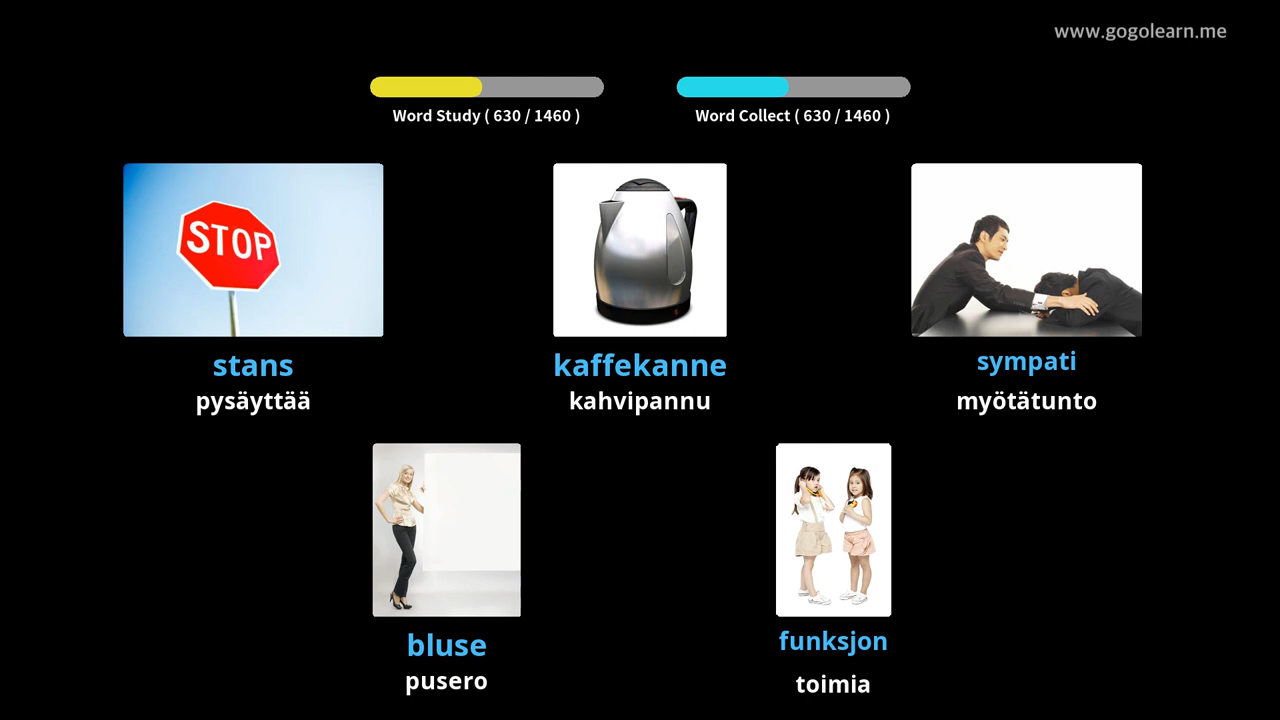 www.gogolearn.me
Word Study ( 630 / 1460 )
Word Collect ( 630 / 1460 )
STOP
stans
pysäyttää
kaffekanne
kahvipannu
sympati
myötätunto
bluse
pusero
funksjon
toimia